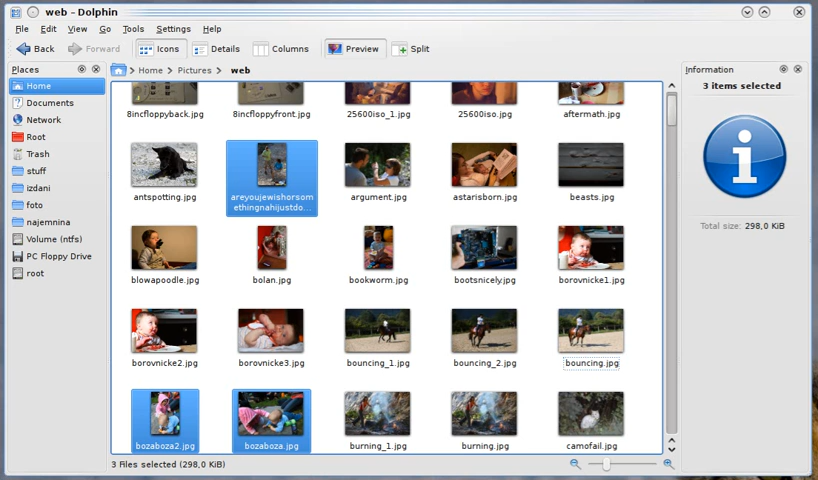 web – Dolphin
File Edit View Go Tools Settings Help
Back Forward Icons Details Columns Preview Split
Places
Home
Documents
Network
Root
Trash
stuff
izdani
foto
najemnina
Volume (ntfs)
PC Floppy Drive
root
Home Pictures web
8incfloppyback.jpg 8incfloppyfront.jpg 25600iso_1.jpg 25600iso.jpg aftermath.jpg
antspotting.jpg areyoujewishorsom argument.jpg astarisborn.jpg beasts.jpg
ethingnahijustdo...
blowapoodle.jpg bolan.jpg bookworm.jpg bootsnicely.jpg borovnicke1.jpg
borovnicke2.jpg borovnicke3.jpg bouncing_1.jpg bouncing_2.jpg bouncing.jpg
bozaboza2.jpg bozaboza.jpg burning_1.jpg burning.jpg camofail.jpg
3 Files selected (298,0 KiB)
Information
3 items selected
Total size: 298,0 KiB